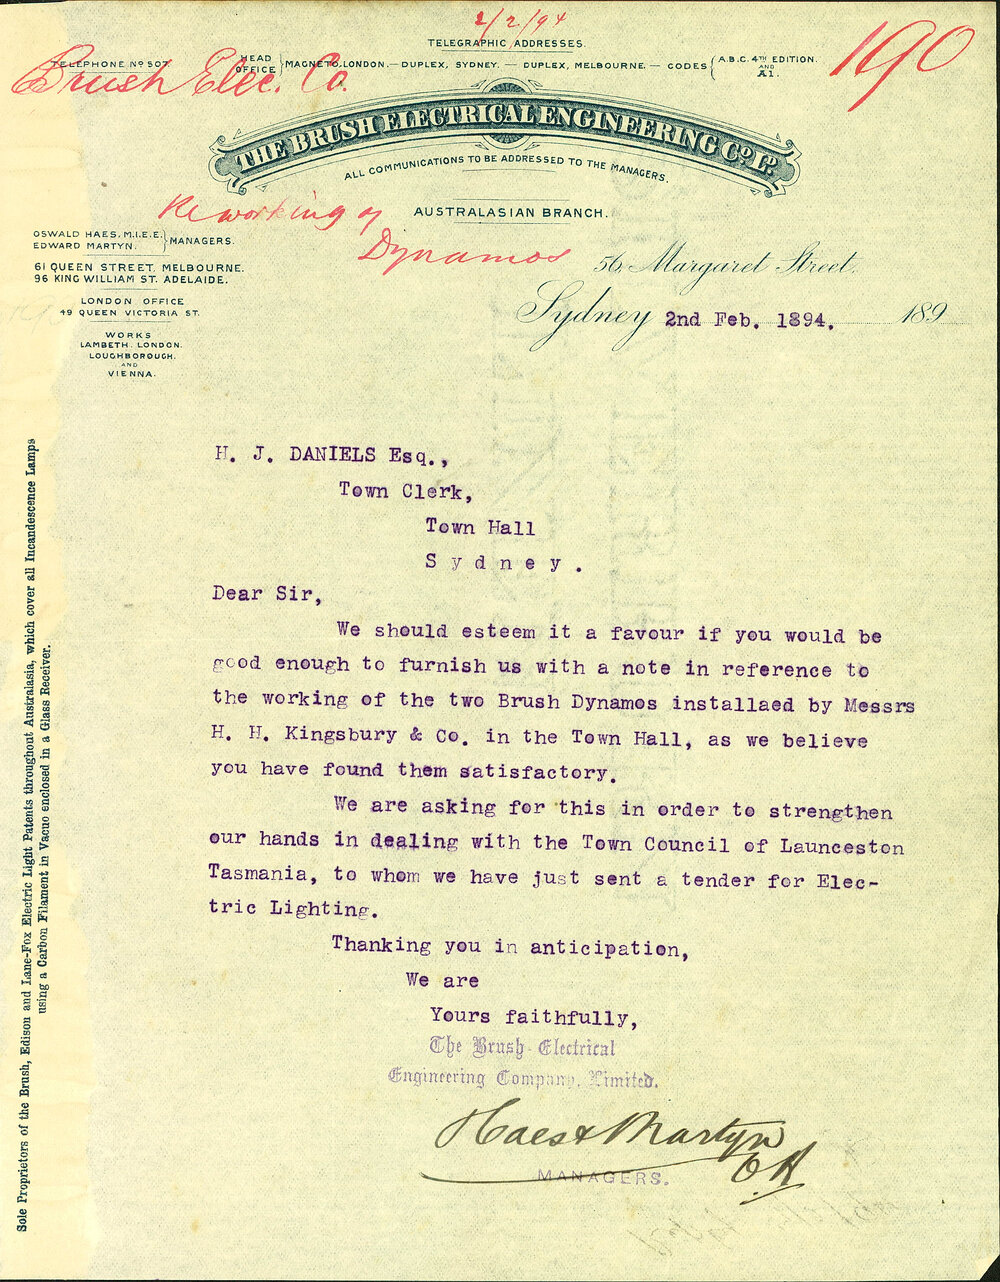 2/2/94
TELEGRAPHIC ADDRESSES.
TELEPHONE No 507.
HEAD OFFICE } MAGNETO, LONDON.—DUPLEX, SYDNEY.—DUPLEX, MELBOURNE.—CODES { A.B.C. 4TH EDITION. AND A1.
Brush Elec. Co.
190
THE BRUSH ELECTRICAL ENGINEERING Co. Ld.
ALL COMMUNICATIONS TO BE ADDRESSED TO THE MANAGERS.
AUSTRALASIAN BRANCH.
Re working of
Dynamos
OSWALD HAES. M.I.E.E.
EDWARD MARTYN. } MANAGERS.
61 QUEEN STREET, MELBOURNE.
96 KING WILLIAM ST. ADELAIDE.
LONDON OFFICE
49 QUEEN VICTORIA ST.
WORKS
LAMBETH. LONDON.
LOUGHBOROUGH.
AND
VIENNA.
56 Margaret Street.
Sydney 2nd Feb. 1894. 189
H. J. DANIELS Esq.,
Town Clerk,
Town Hall
Sydney.
Dear Sir,
We should esteem it a favour if you would be
good enough to furnish us with a note in reference to
the working of the two Brush Dynamos installaed by Messrs
H. H. Kingsbury & Co. in the Town Hall, as we believe
you have found them satisfactory.
We are asking for this in order to strengthen
our hands in dealing with the Town Council of Launceston
Tasmania, to whom we have just sent a tender for Elec-
tric Lighting.
Thanking you in anticipation,
We are
Yours faithfully,
The Brush Electrical
Engineering Company, Limited.
Haes & Martyn
O.H
MANAGERS.
Sole Proprietors of the Brush, Edison and Lane-Fox Electric Light Patents throughout Australasia, which cover all Incandescence Lamps
using a Carbon Filament in Vacuo enclosed in a Glass Receiver.